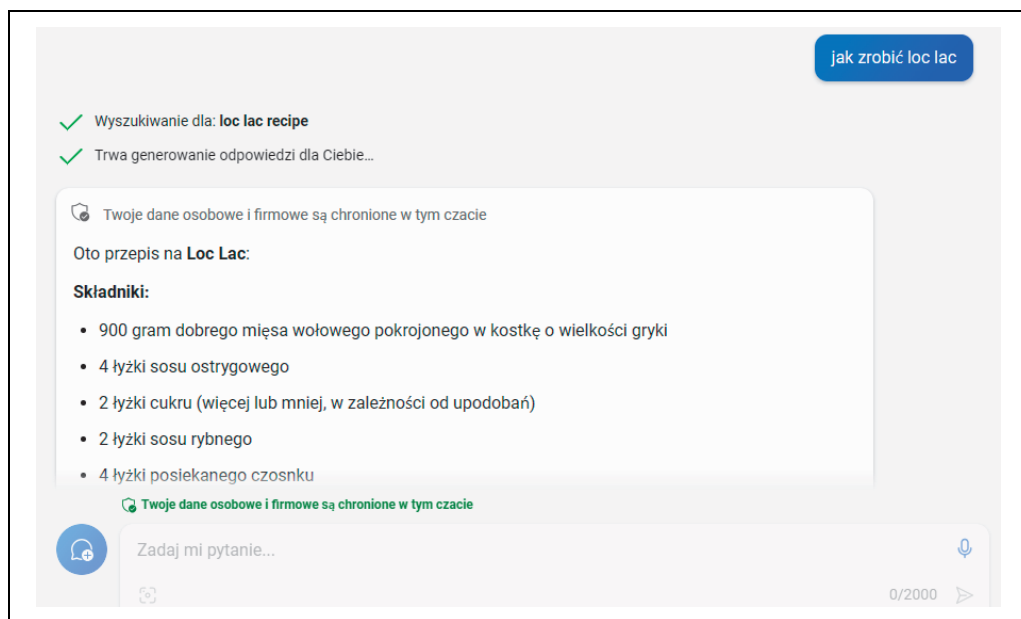 jak zrobić loc lac
Wyszukiwanie dla: loc lac recipe
Trwa generowanie odpowiedzi dla Ciebie...
Twoje dane osobowe i firmowe są chronione w tym czacie
Oto przepis na Loc Lac:
Składniki:
• 900 gram dobrego mięsa wołowego pokrojonego w kostkę o wielkości gryki
• 4 łyżki sosu ostrygowego
• 2 łyżki cukru (więcej lub mniej, w zależności od upodobań)
• 2 łyżki sosu rybnego
• 4 łyżki posiekanego czosnku
Twoje dane osobowe i firmowe są chronione w tym czacie
Zadaj mi pytanie...
0/2000